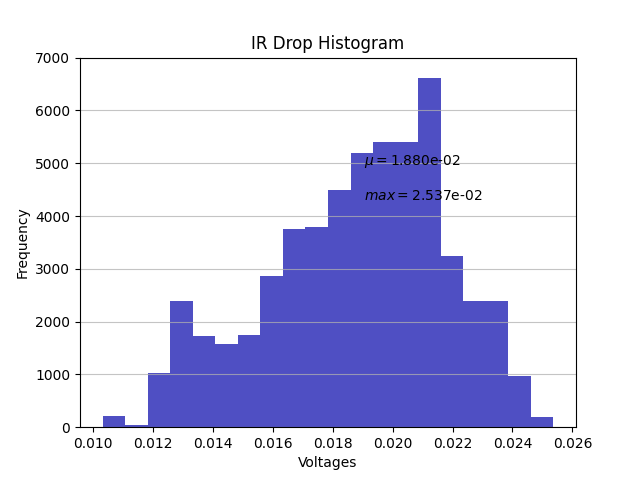 IR Drop Histogram
7000
6000
5000
4000
3000
2000
1000
0
Frequency
μ = 1.880e-02
max = 2.537e-02
0.010 0.012 0.014 0.016 0.018 0.020 0.022 0.024 0.026
Voltages